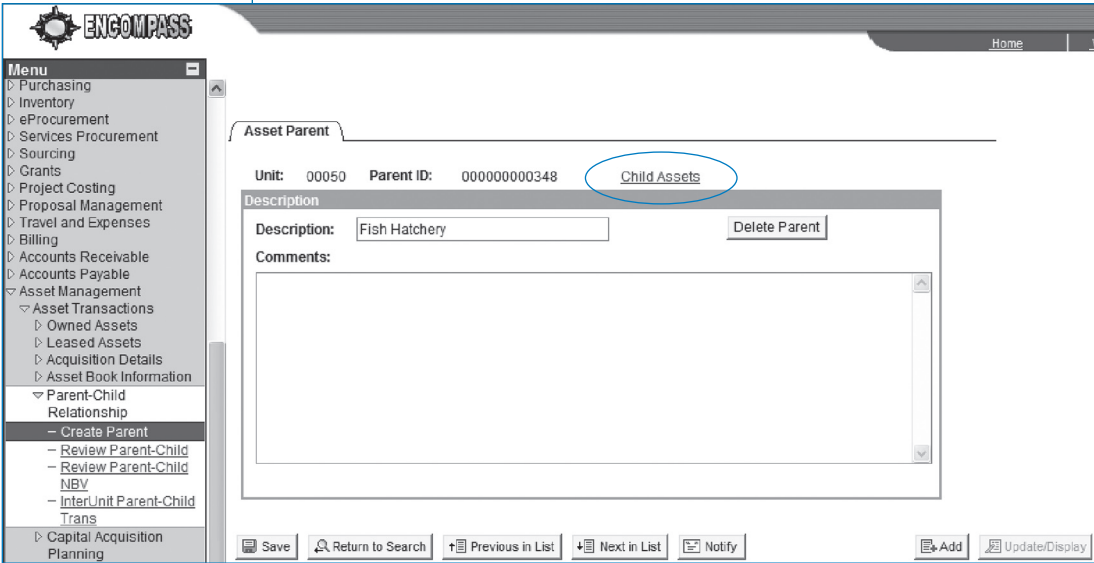 ENCOMPASS
Home
Menu
Purchasing
Inventory
eProcurement
Services Procurement
Sourcing
Grants
Project Costing
Proposal Management
Travel and Expenses
Billing
Accounts Receivable
Accounts Payable
Asset Management
Asset Transactions
Owned Assets
Leased Assets
Acquisition Details
Asset Book Information
Parent-Child
Relationship
– Create Parent
– Review Parent-Child
– Review Parent-Child
NBV
– InterUnit Parent-Child
Trans
Capital Acquisition
Planning
Asset Parent
Unit: 00050 Parent ID: 000000000348 Child Assets
Description
Description: Fish Hatchery Delete Parent
Comments:
Save Return to Search Previous in List Next in List Notify Add Update/Display